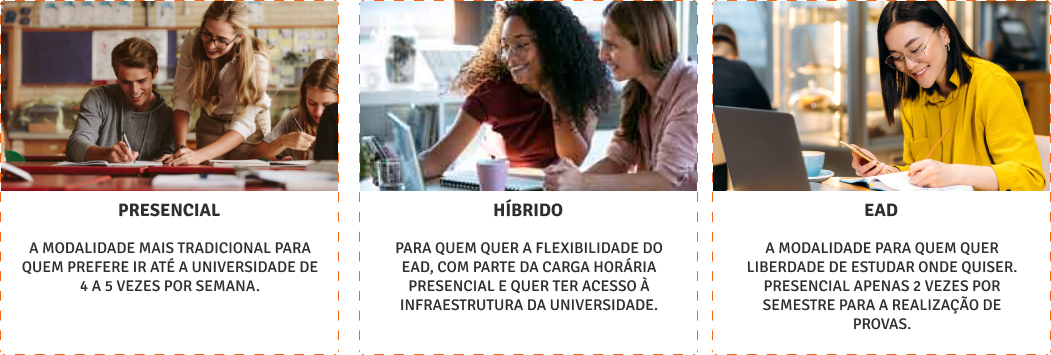 PRESENCIAL
A MODALIDADE MAIS TRADICIONAL PARA
QUEM PREFERE IR ATÉ A UNIVERSIDADE DE
4 A 5 VEZES POR SEMANA.
HÍBRIDO
PARA QUEM QUER A FLEXIBILIDADE DO
EAD, COM PARTE DA CARGA HORÁRIA
PRESENCIAL E QUER TER ACESSO À
INFRAESTRUTURA DA UNIVERSIDADE.
EAD
A MODALIDADE PARA QUEM QUER
LIBERDADE DE ESTUDAR ONDE QUISER.
PRESENCIAL APENAS 2 VEZES POR
SEMESTRE PARA A REALIZAÇÃO DE
PROVAS.